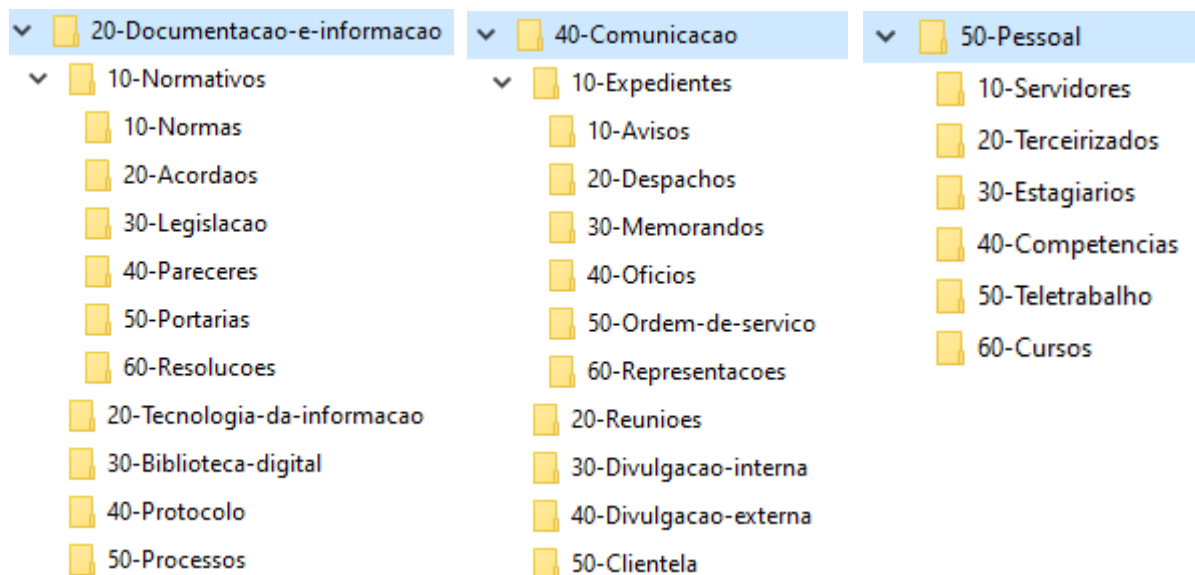 20-Documentacao-e-informacao
10-Normativos
10-Normas
20-Acordaos
30-Legislacao
40-Pareceres
50-Portarias
60-Resolucoes
20-Tecnologia-da-informacao
30-Biblioteca-digital
40-Protocolo
50-Processos
40-Comunicacao
10-Expedientes
10-Avisos
20-Despachos
30-Memorandos
40-Oficios
50-Ordem-de-servico
60-Representacoes
20-Reunioes
30-Divulgacao-interna
40-Divulgacao-externa
50-Clientela
50-Pessoal
10-Servidores
20-Terceirizados
30-Estagiarios
40-Competencias
50-Teletrabalho
60-Cursos